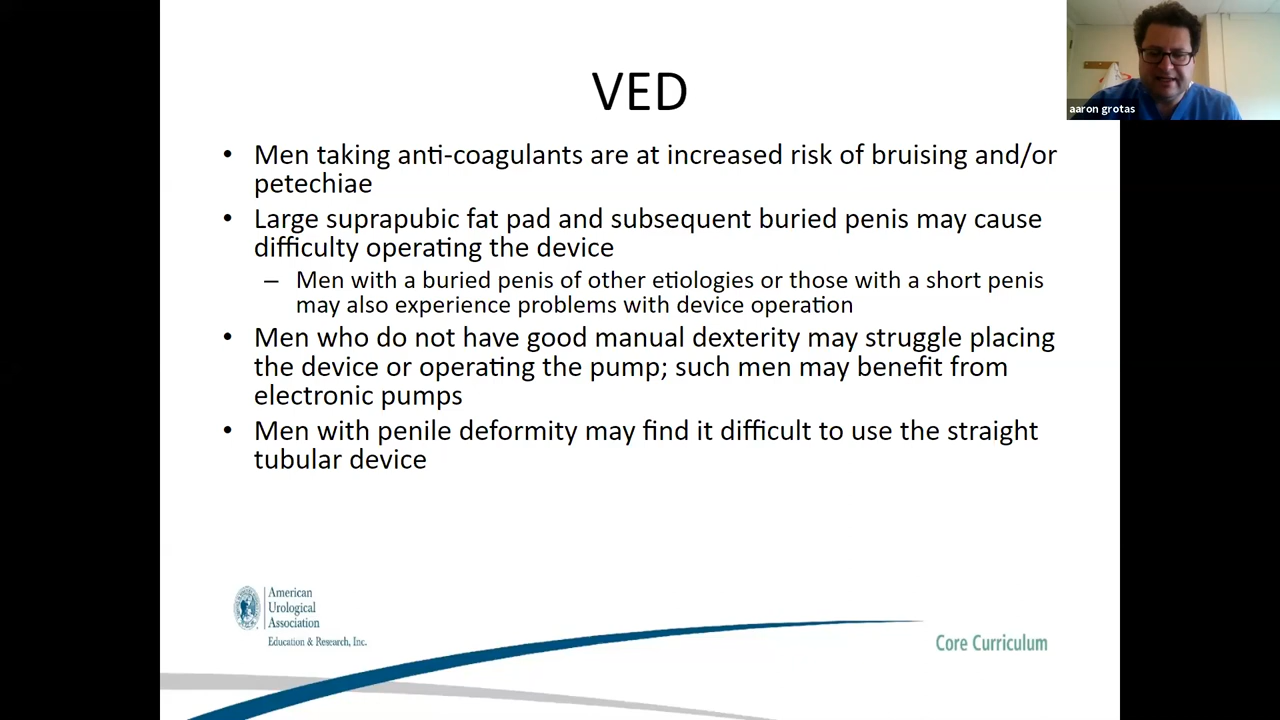 VED
aaron grotas
• Men taking anti-coagulants are at increased risk of bruising and/or
petechiae
• Large suprapubic fat pad and subsequent buried penis may cause
difficulty operating the device
– Men with a buried penis of other etiologies or those with a short penis
may also experience problems with device operation
• Men who do not have good manual dexterity may struggle placing
the device or operating the pump; such men may benefit from
electronic pumps
• Men with penile deformity may find it difficult to use the straight
tubular device
American
Urological
Association
Education & Research, Inc.
Core Curriculum